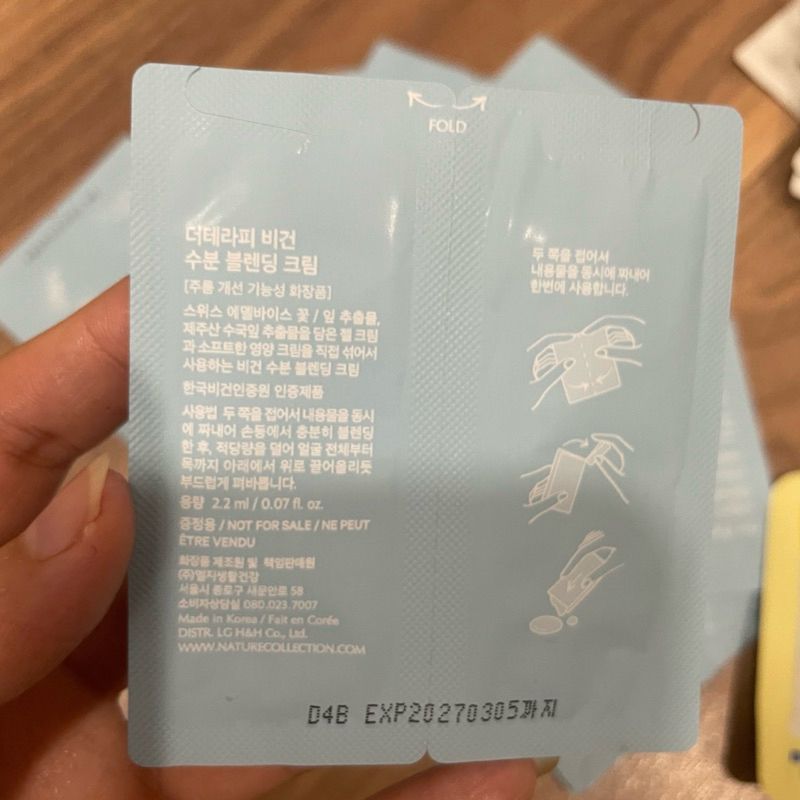 FOLD
더테라피 비건
수분 블렌딩 크림
[주름 개선 기능성 화장품]
스위스 에델바이스 꽃 / 잎 추출물,
제주산 수국잎 추출물을 담은 젤 크림
과 소프트한 영양 크림을 직접 섞어서
사용하는 비건 수분 블렌딩 크림
한국비건인증원 인증제품
사용법 두 쪽을 접어서 내용물을 동시
에 짜내어 손등에서 충분히 블렌딩
한 후, 적당량을 덜어 얼굴 전체부터
목까지 아래에서 위로 끌어올리듯
부드럽게 펴바릅니다.
용량 2.2 ml / 0.07 fl. oz.
증정용 / NOT FOR SALE / NE PEUT
ÊTRE VENDU
화장품 제조원 및 책임판매원
(주)엘지생활건강
서울시 종로구 새문안로 58
소비자상담실 080.023.7007
Made in Korea / Fait en Corée
DISTR. LG H&H Co., Ltd.
WWW.NATURECOLLECTION.COM
두 쪽을 접어서
내용물을 동시에 짜내어
한번에 사용합니다.
D4B EXP20270305까지